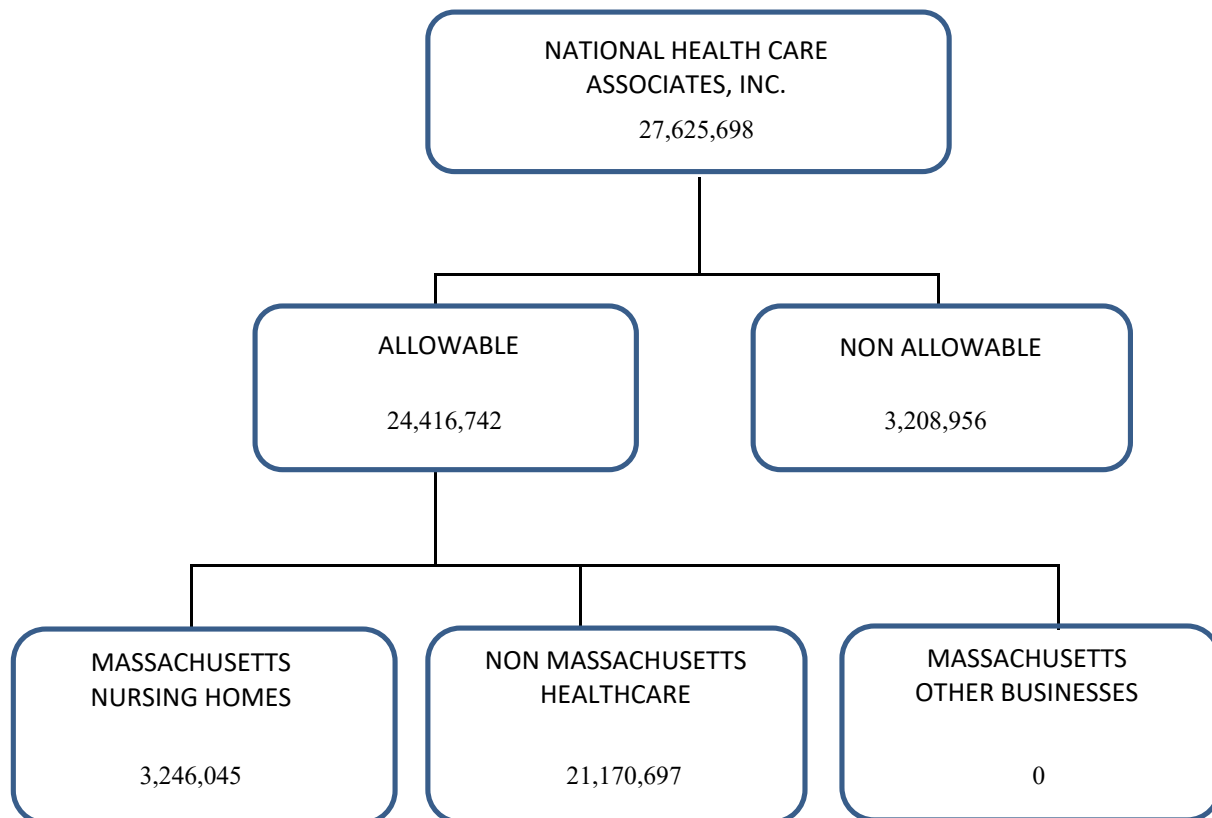 NATIONAL HEALTH CARE
ASSOCIATES, INC.
27,625,698
ALLOWABLE
24,416,742
NON ALLOWABLE
3,208,956
MASSACHUSETTS
NURSING HOMES
3,246,045
NON MASSACHUSETTS
HEALTHCARE
21,170,697
MASSACHUSETTS
OTHER BUSINESSES
0